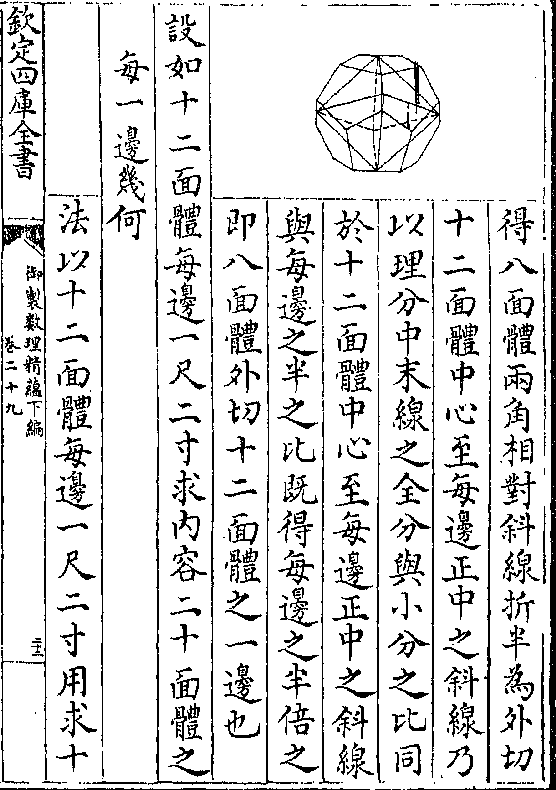 得八面體兩角相對斜線折半為外切
十二面體中心至每邊正中之斜線乃
以理分中末線之全分與小分之比同
於十二面體中心至每邊正中之斜線
與每邊之半之比既得每邊之半倍之
即八面體外切十二面體之一邊也
設如十二面體每邊一尺二寸求內容二十面體之
每一邊幾何
法以十二面體每邊一尺二寸用求十
欽定四庫全書
御製數理精蘊下編
卷二十九